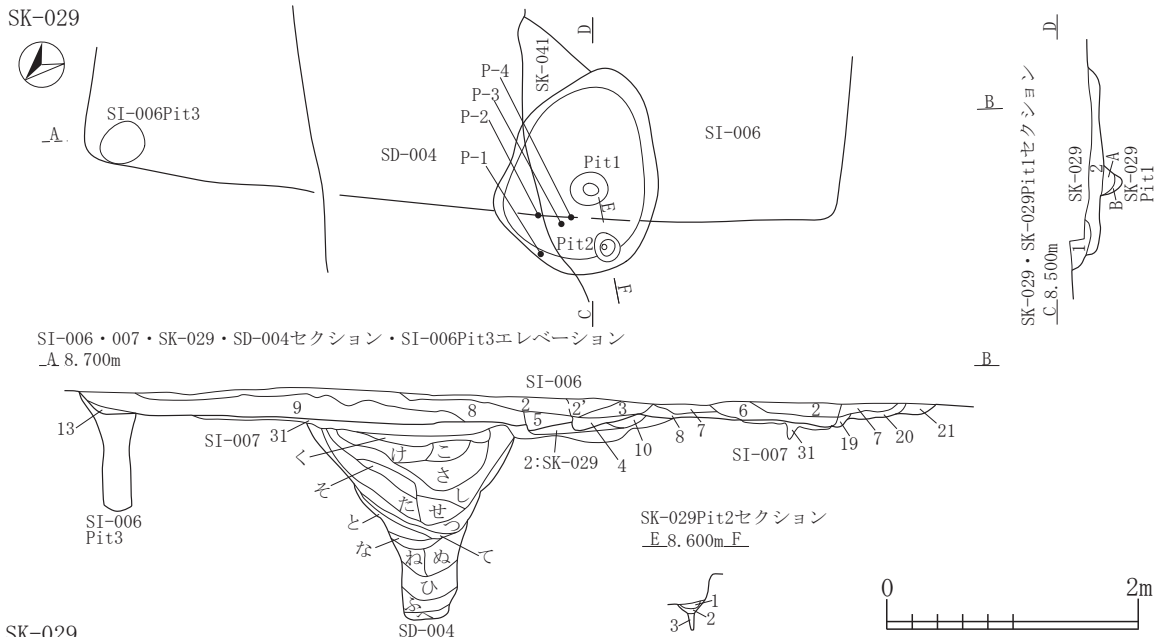 SK-029
SI-006Pit3
A
SD-004
SK-041
D
P-4
P-3
P-2
P-1
Pit1
Pit2
E
F
C
SI-006
B
SK-029・SK-029Pit1セクション
C 8.500m
D
SK-029
1
2
A
B
SK-029
Pit1
SI-006・007・SK-029・SD-004セクション・SI-006Pit3エレベーション
A 8.700m
B
SI-006
13
9
8
2
5
2'
3
6
2
SI-007
31
2:SK-029
4
10
8
7
SI-007
31
19
7
20
21
く
け
こ
さ
し
そ
た
せ
つ
と
な
て
ね
ぬ
ひ
ふ
SI-006
Pit3
SD-004
SK-029Pit2セクション
E 8.600m F
1
2
3
0
2m
SK-029